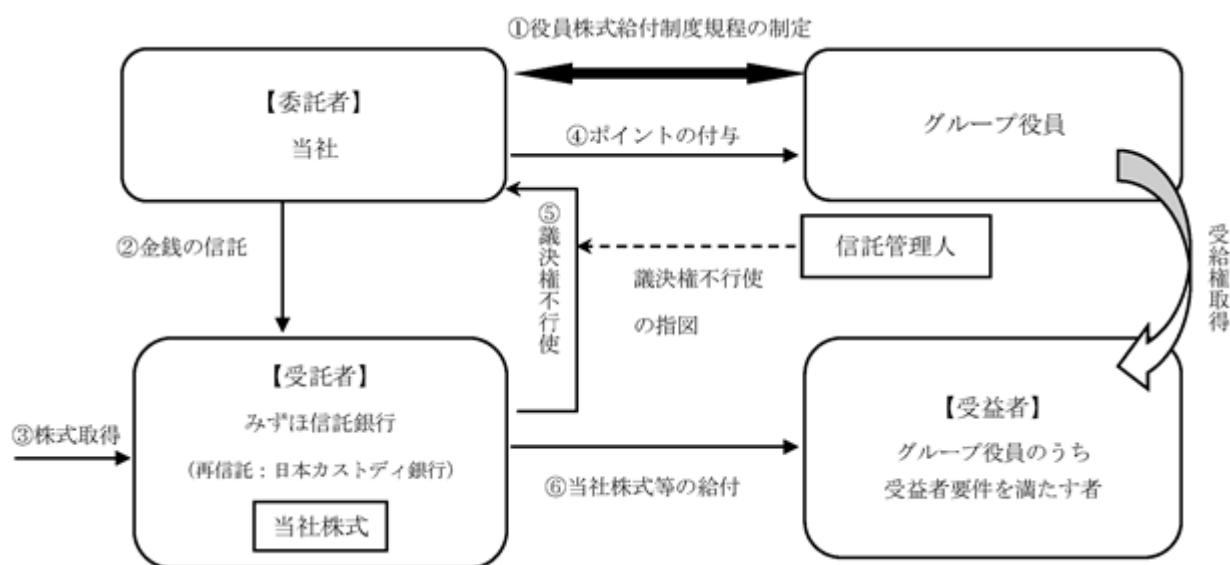 ①役員株式給付制度規程の制定
【委託者】
当社
グループ役員
④ポイントの付与
②金銭の信託
⑤議決権不行使
信託管理人
議決権不行使
の指図
受給権取得
【受託者】
みずほ信託銀行
(再信託:日本カストディ銀行)
当社株式
③株式取得
⑥当社株式等の給付
【受益者】
グループ役員のうち
受益者要件を満たす者